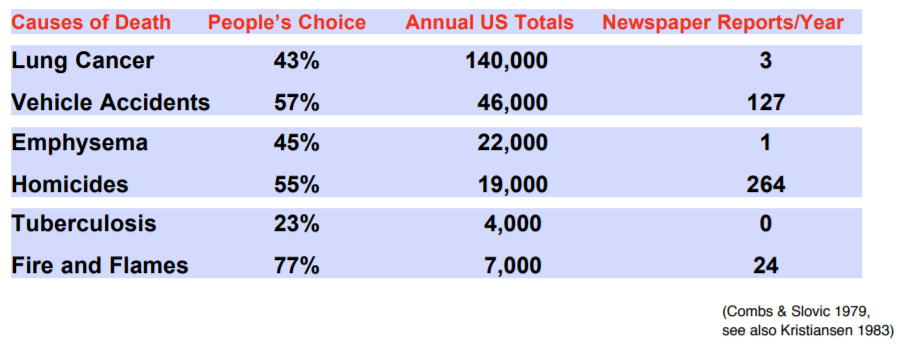 Causes of Death People’s Choice Annual US Totals Newspaper Reports/Year
Lung Cancer 43% 140,000 3
Vehicle Accidents 57% 46,000 127
Emphysema 45% 22,000 1
Homicides 55% 19,000 264
Tuberculosis 23% 4,000 0
Fire and Flames 77% 7,000 24
(Combs & Slovic 1979,
see also Kristiansen 1983)